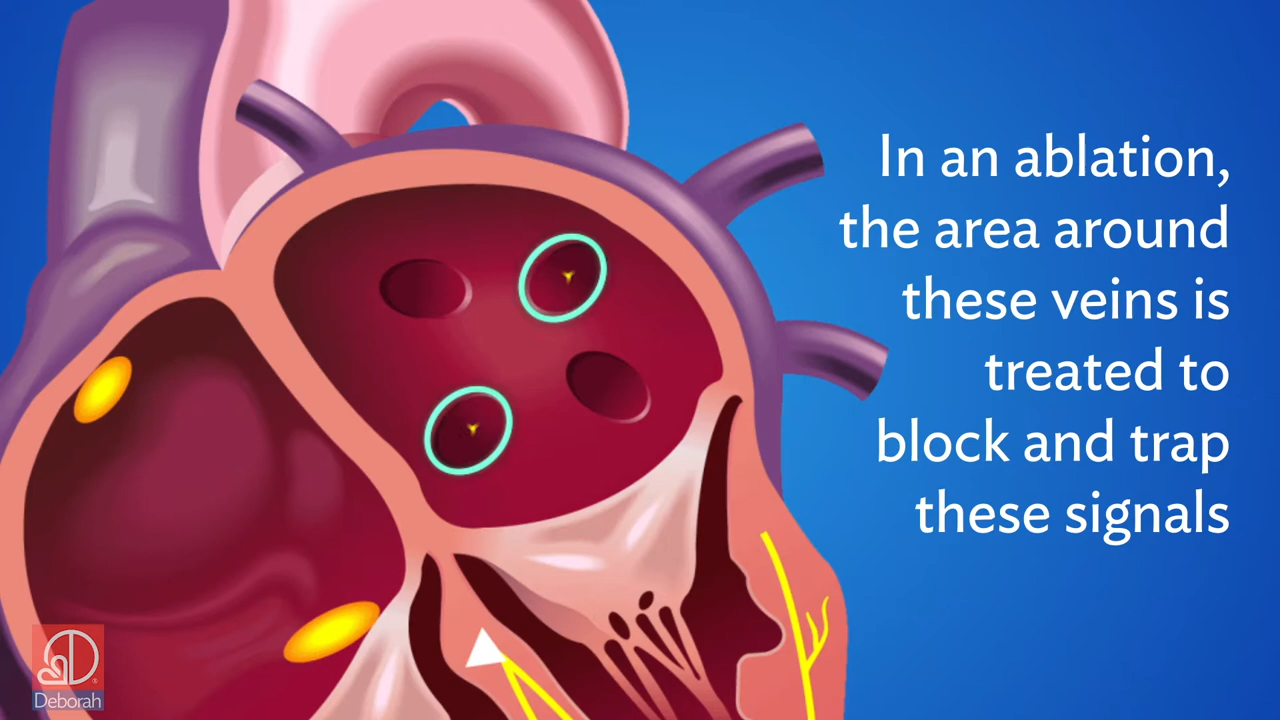 In an ablation,
the area around
these veins is
treated to
block and trap
these signals
Deborah